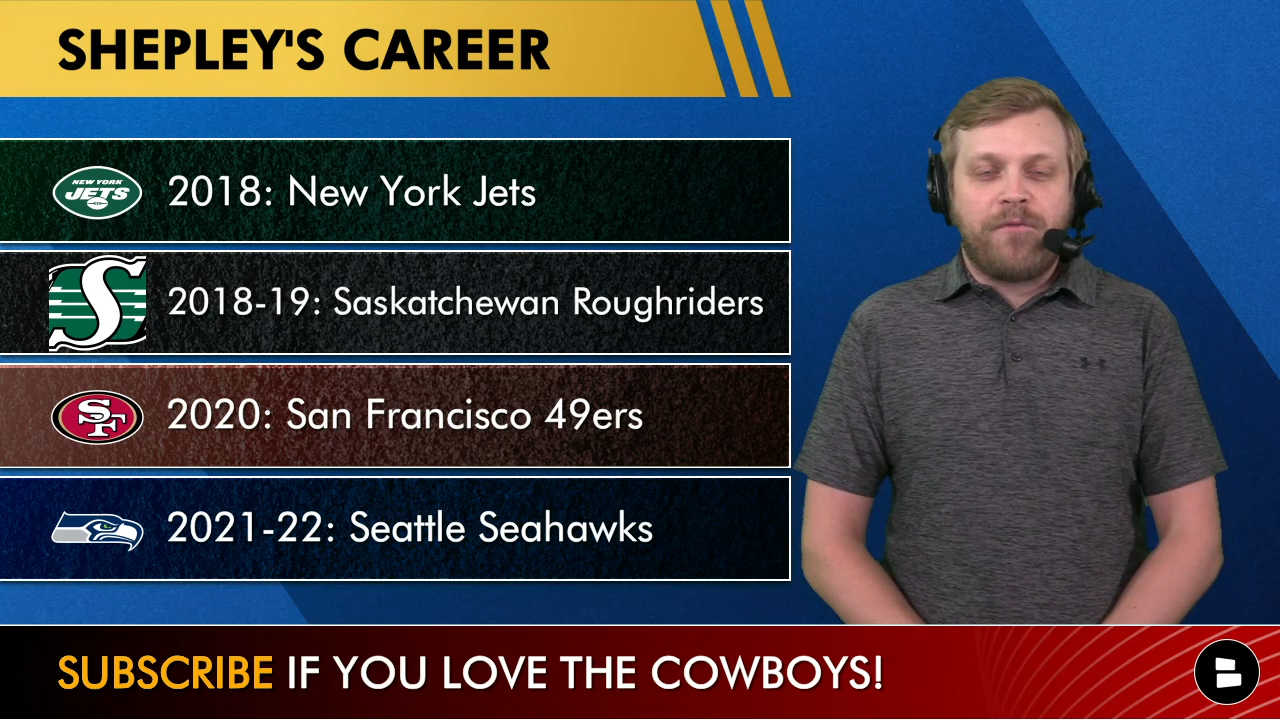 SHEPLEY'S CAREER
NEW YORK
JETS
2018: New York Jets
S
2018-19: Saskatchewan Roughriders
SF
2020: San Francisco 49ers
2021-22: Seattle Seahawks
SUBSCRIBE IF YOU LOVE THE COWBOYS!